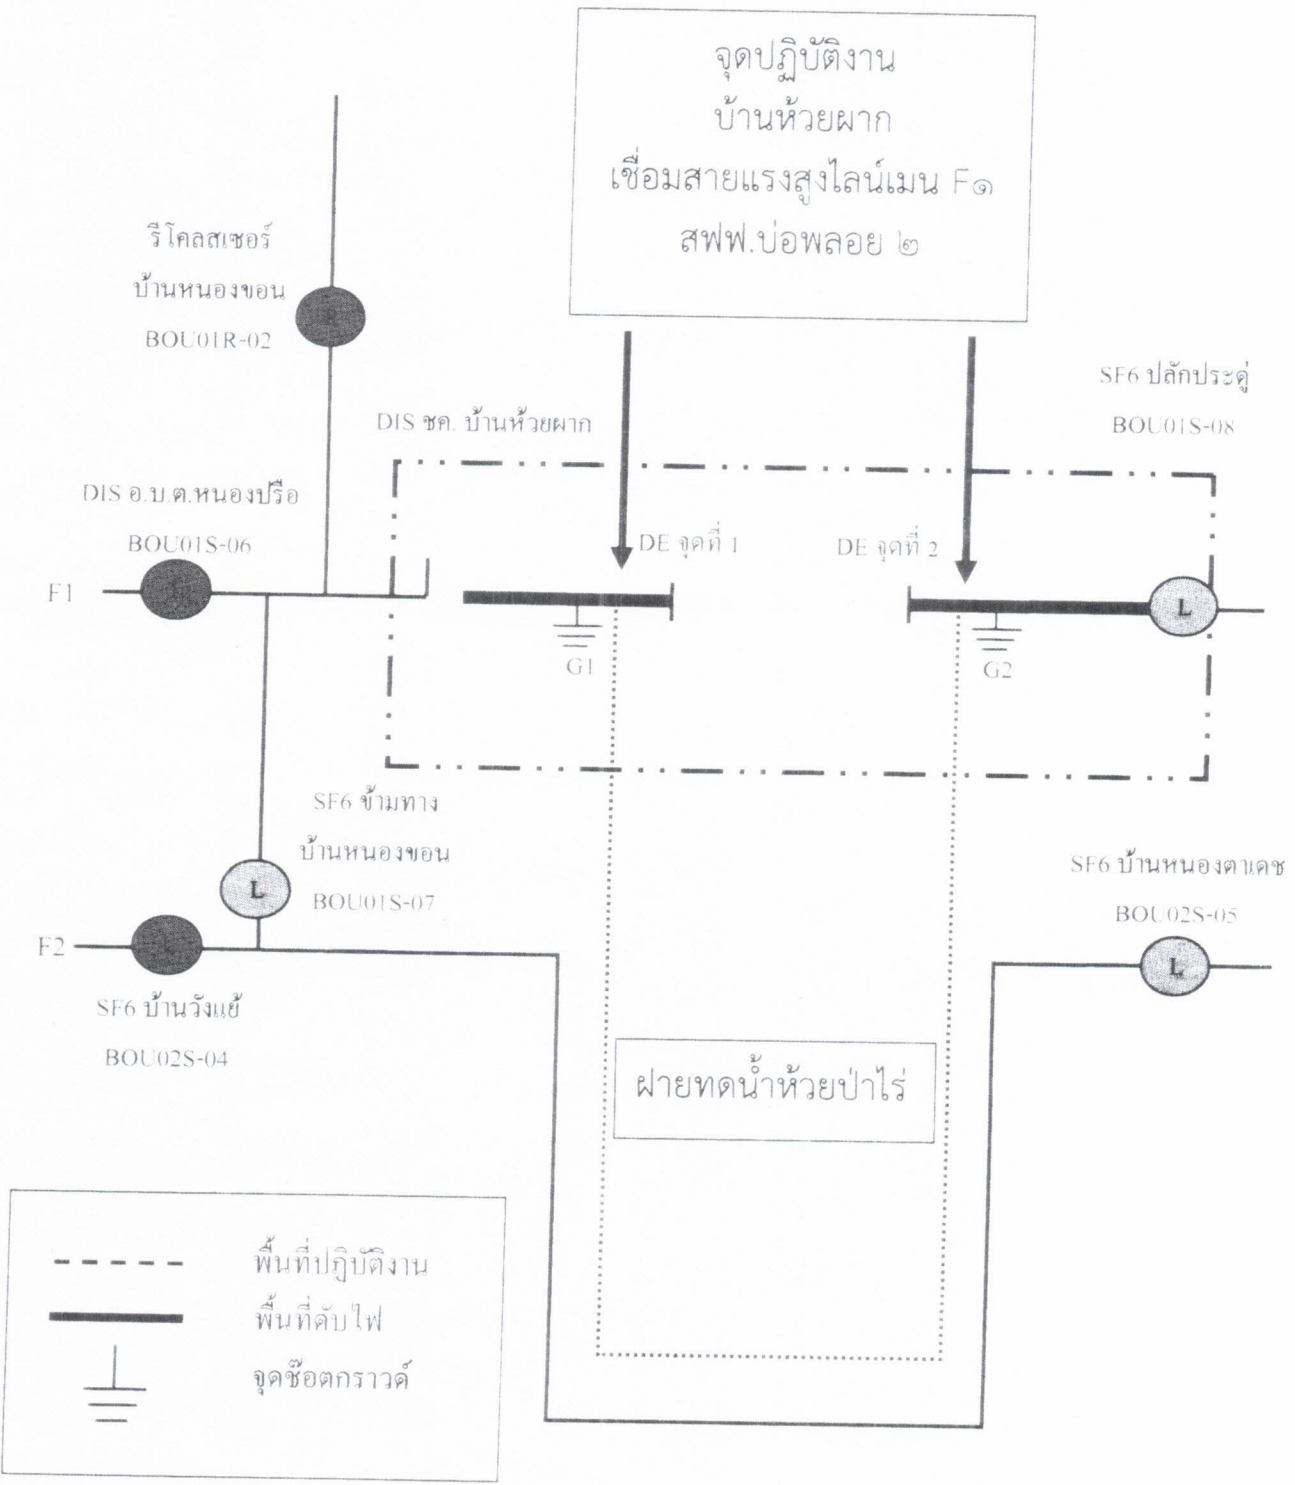 จุดปฏิบัติงาน
บ้านห้วยผาก
เชื่อมสายแรงสูงไลน์เมน F๑
สฟฟ.บ่อพลอย ๒
รีโคลสเซอร์
บ้านหนองขอน
BOU01R-02
R
SF6 ปลักประดู่
BOU01S-08
DIS ชค. บ้านห้วยผาก
DIS อ.บ.ต.หนองปรือ
BOU01S-06
F1
DE จุดที่ 1
DE จุดที่ 2
L
G1
G2
SF6 ข้ามทาง
บ้านหนองขอน
BOU01S-07
L
F2
SF6 บ้านวังแย้
BOU02S-04
SF6 บ้านหนองตาเดช
BOU02S-05
L
ฝายทดน้ำห้วยป่าไร่
พื้นที่ปฏิบัติงาน
พื้นที่ดับไฟ
จุดช๊อตกราวด์